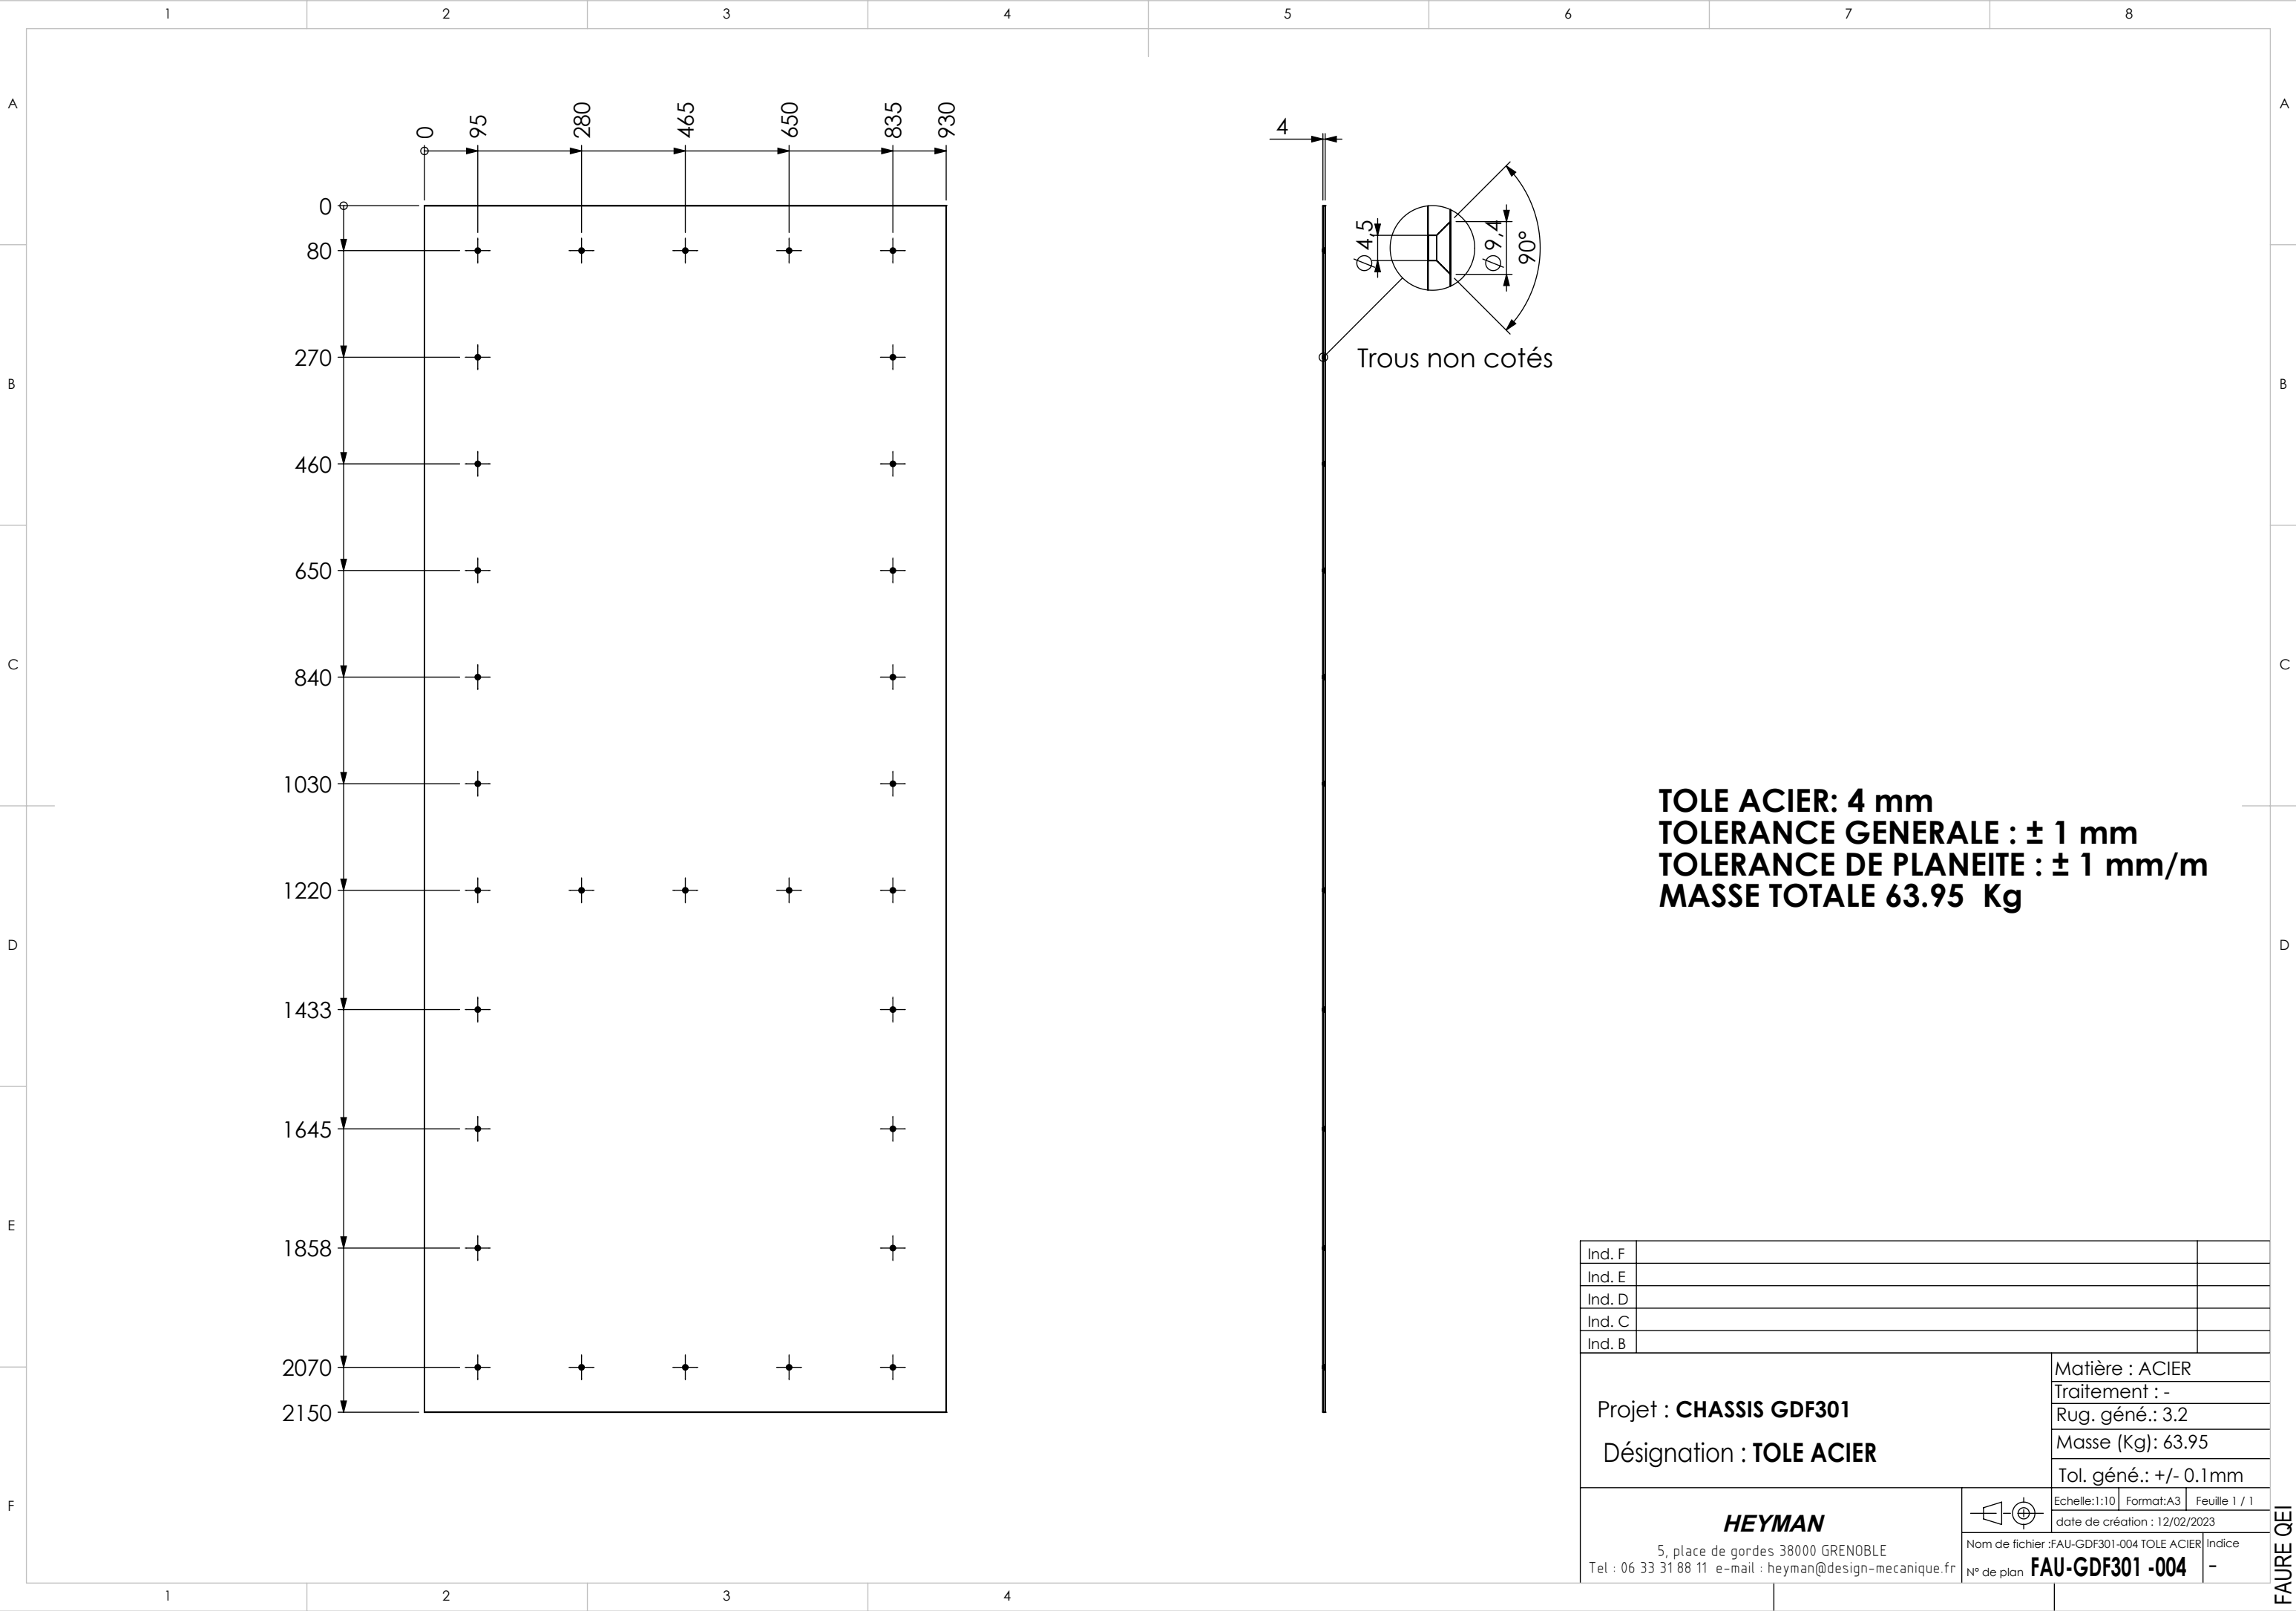 1 2 3 4 5 6 7 8
A A
B B
C C
D D
E
F
0 95 280 465 650 835 930
0
80
270
460
650
840
1030
1220
1433
1645
1858
2070
2150
4
Ø 4,5
Ø 9,4
90°
Trous non cotés
TOLE ACIER: 4 mm
TOLERANCE GENERALE : ± 1 mm
TOLERANCE DE PLANEITE : ± 1 mm/m
MASSE TOTALE 63.95 Kg
Ind. F
Ind. E
Ind. D
Ind. C
Ind. B
Projet : CHASSIS GDF301
Désignation : TOLE ACIER
Matière : ACIER
Traitement : -
Rug. géné.: 3.2
Masse (Kg): 63.95
Tol. géné.: +/- 0.1mm
HEYMAN
5, place de gordes 38000 GRENOBLE
Tel : 06 33 31 88 11 e-mail : heyman@design-mecanique.fr
Echelle:1:10 Format:A3 Feuille 1 / 1
date de création : 12/02/2023
Nom de fichier :FAU-GDF301-004 TOLE ACIER Indice
N° de plan FAU-GDF301 -004 -
FAURE QEI
1 2 3 4